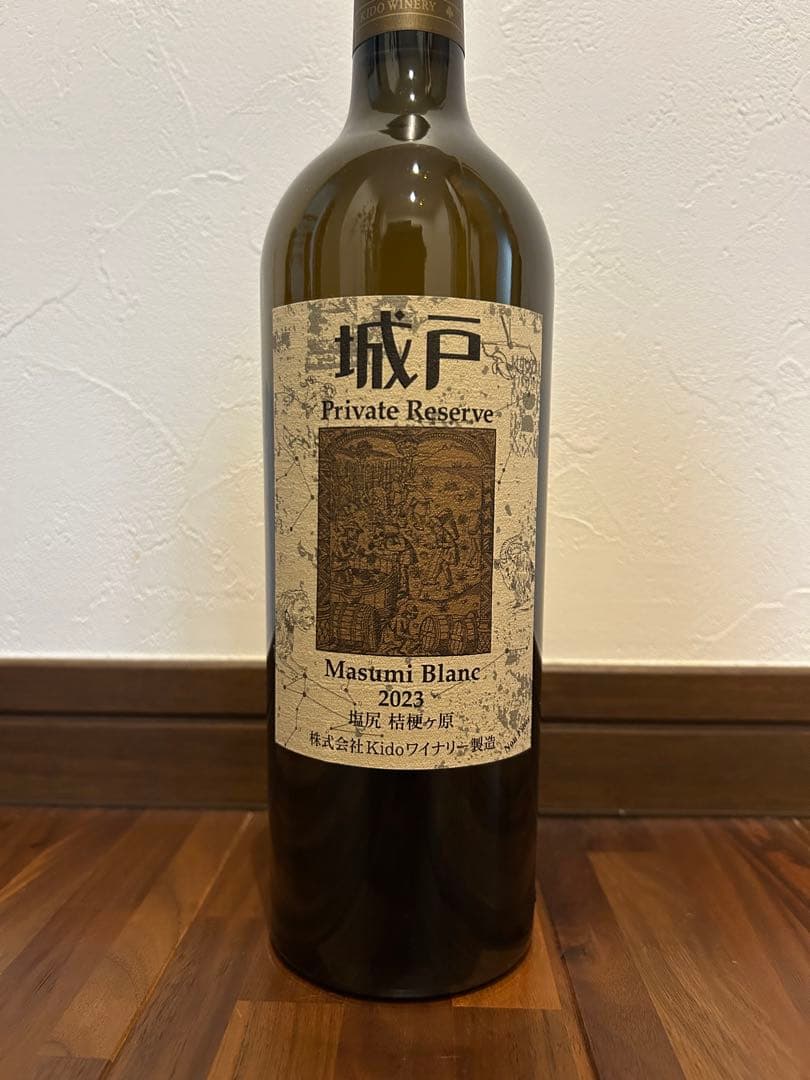 KIDO WINERY
城戸
Private Reserve
Masumi Blanc
2023
塩尻 桔梗ヶ原
株式会社Kidoワイナリー製造